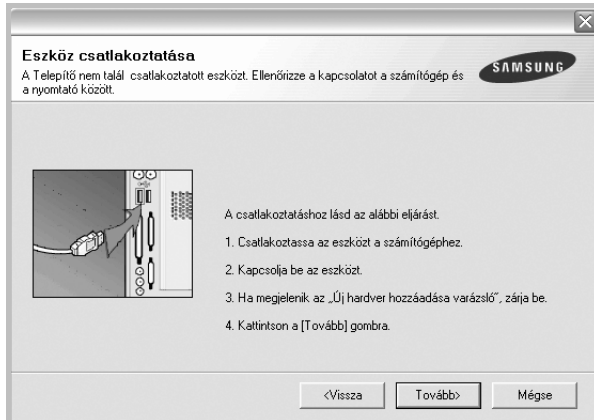 Eszköz csatlakoztatása
A Telepítő nem talál csatlakoztatott eszközt. Ellenőrizze a kapcsolatot a számítógép és
a nyomtató között.
SAMSUNG
A csatlakoztatáshoz lásd az alábbi eljárást.
1. Csatlakoztassa az eszközt a számítógéphez.
2. Kapcsolja be az eszközt.
3. Ha megjelenik az „Új hardver hozzáadása varázsló", zárja be.
4. Kattintson a [Tovább] gombra.
<Vissza
Tovább>
Mégse